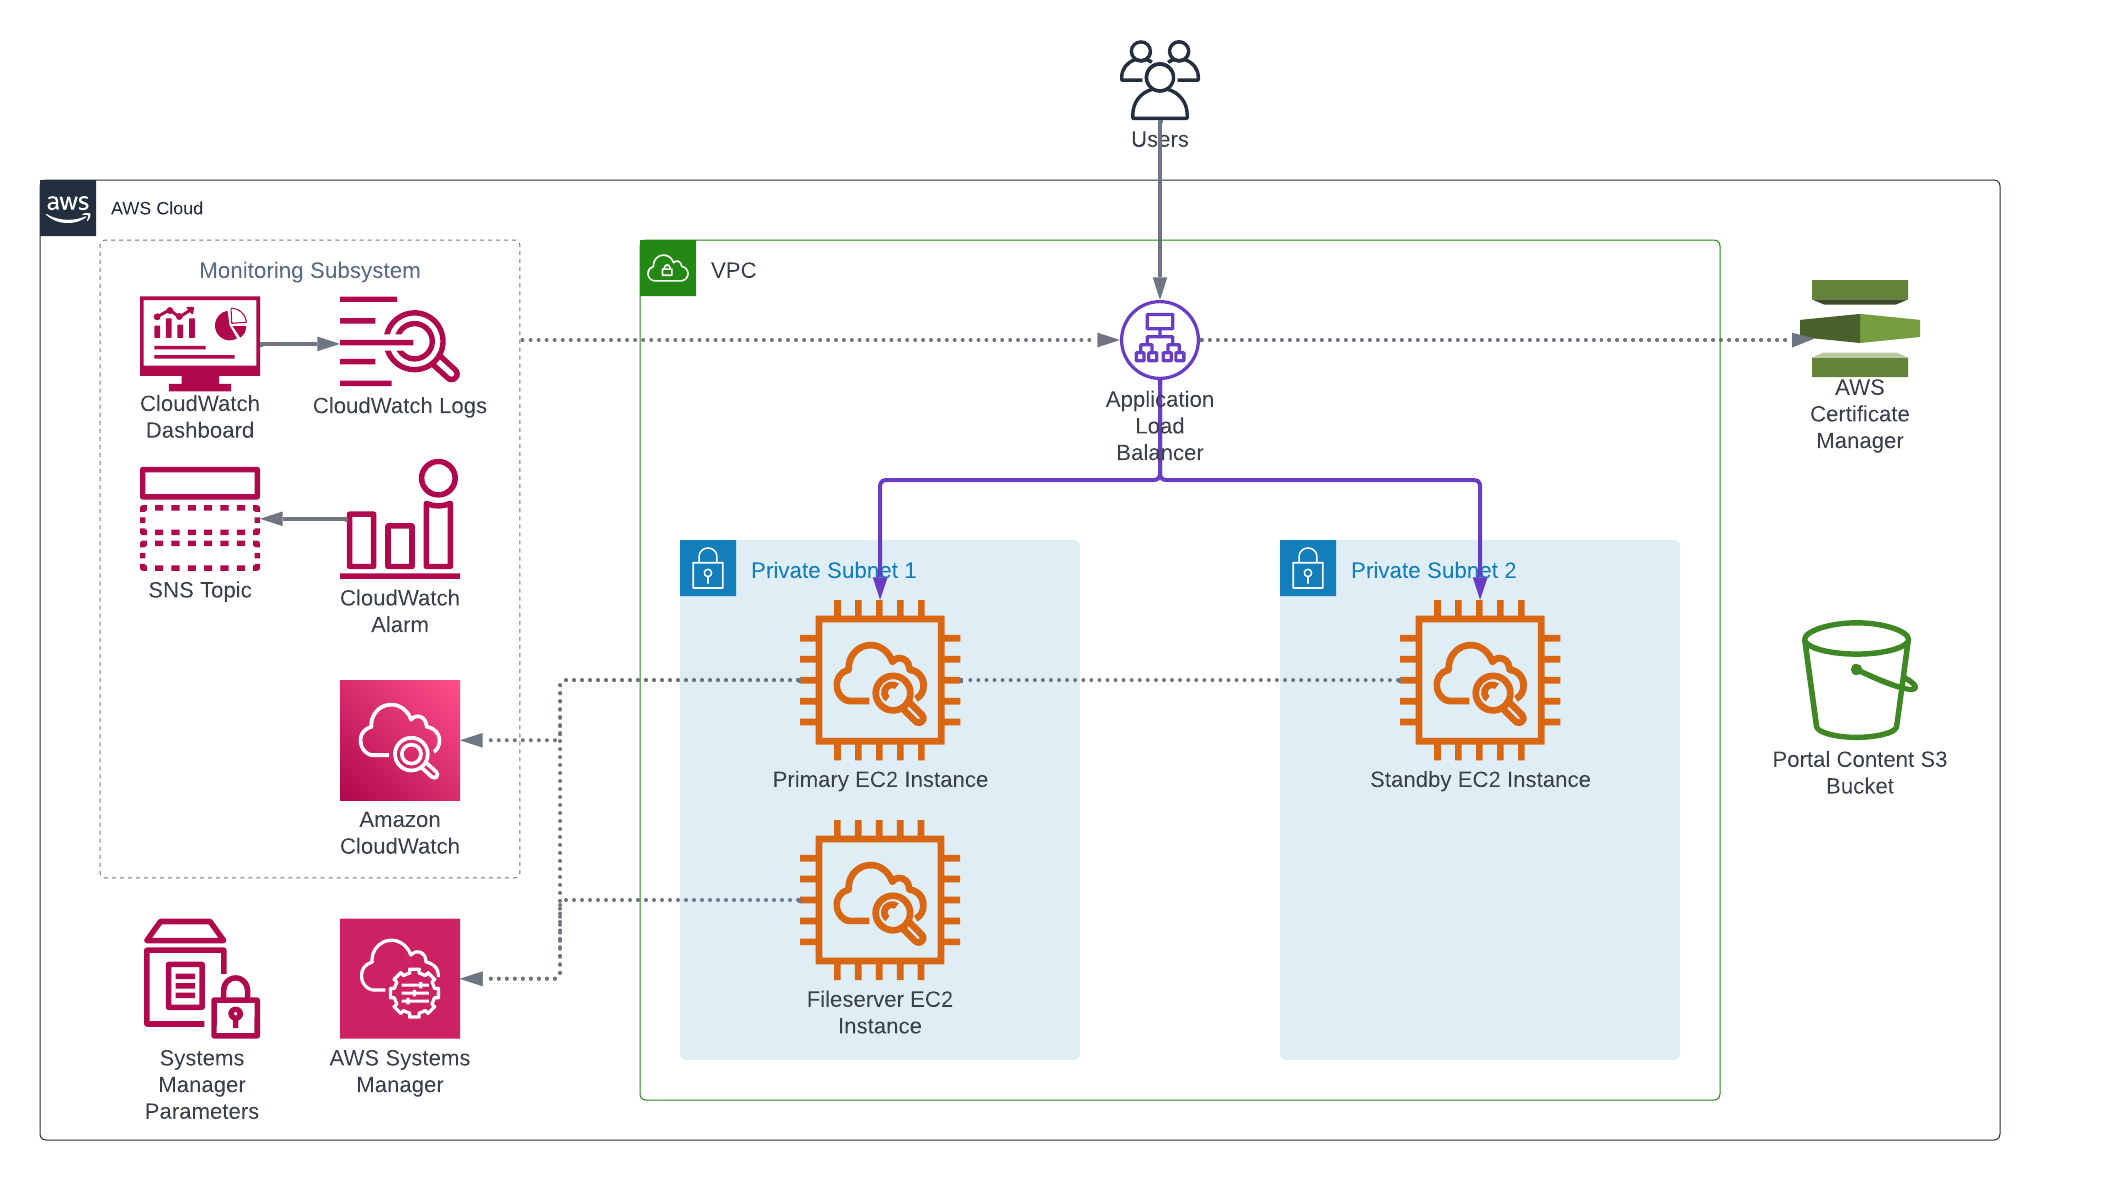 Users
aws
AWS Cloud
Monitoring Subsystem
VPC
CloudWatch
Dashboard
CloudWatch Logs
Application
Load
Balancer
AWS
Certificate
Manager
SNS Topic
CloudWatch
Alarm
Private Subnet 1
Private Subnet 2
Primary EC2 Instance
Standby EC2 Instance
Portal Content S3
Bucket
Amazon
CloudWatch
Fileserver EC2
Instance
Systems
Manager
Parameters
AWS Systems
Manager